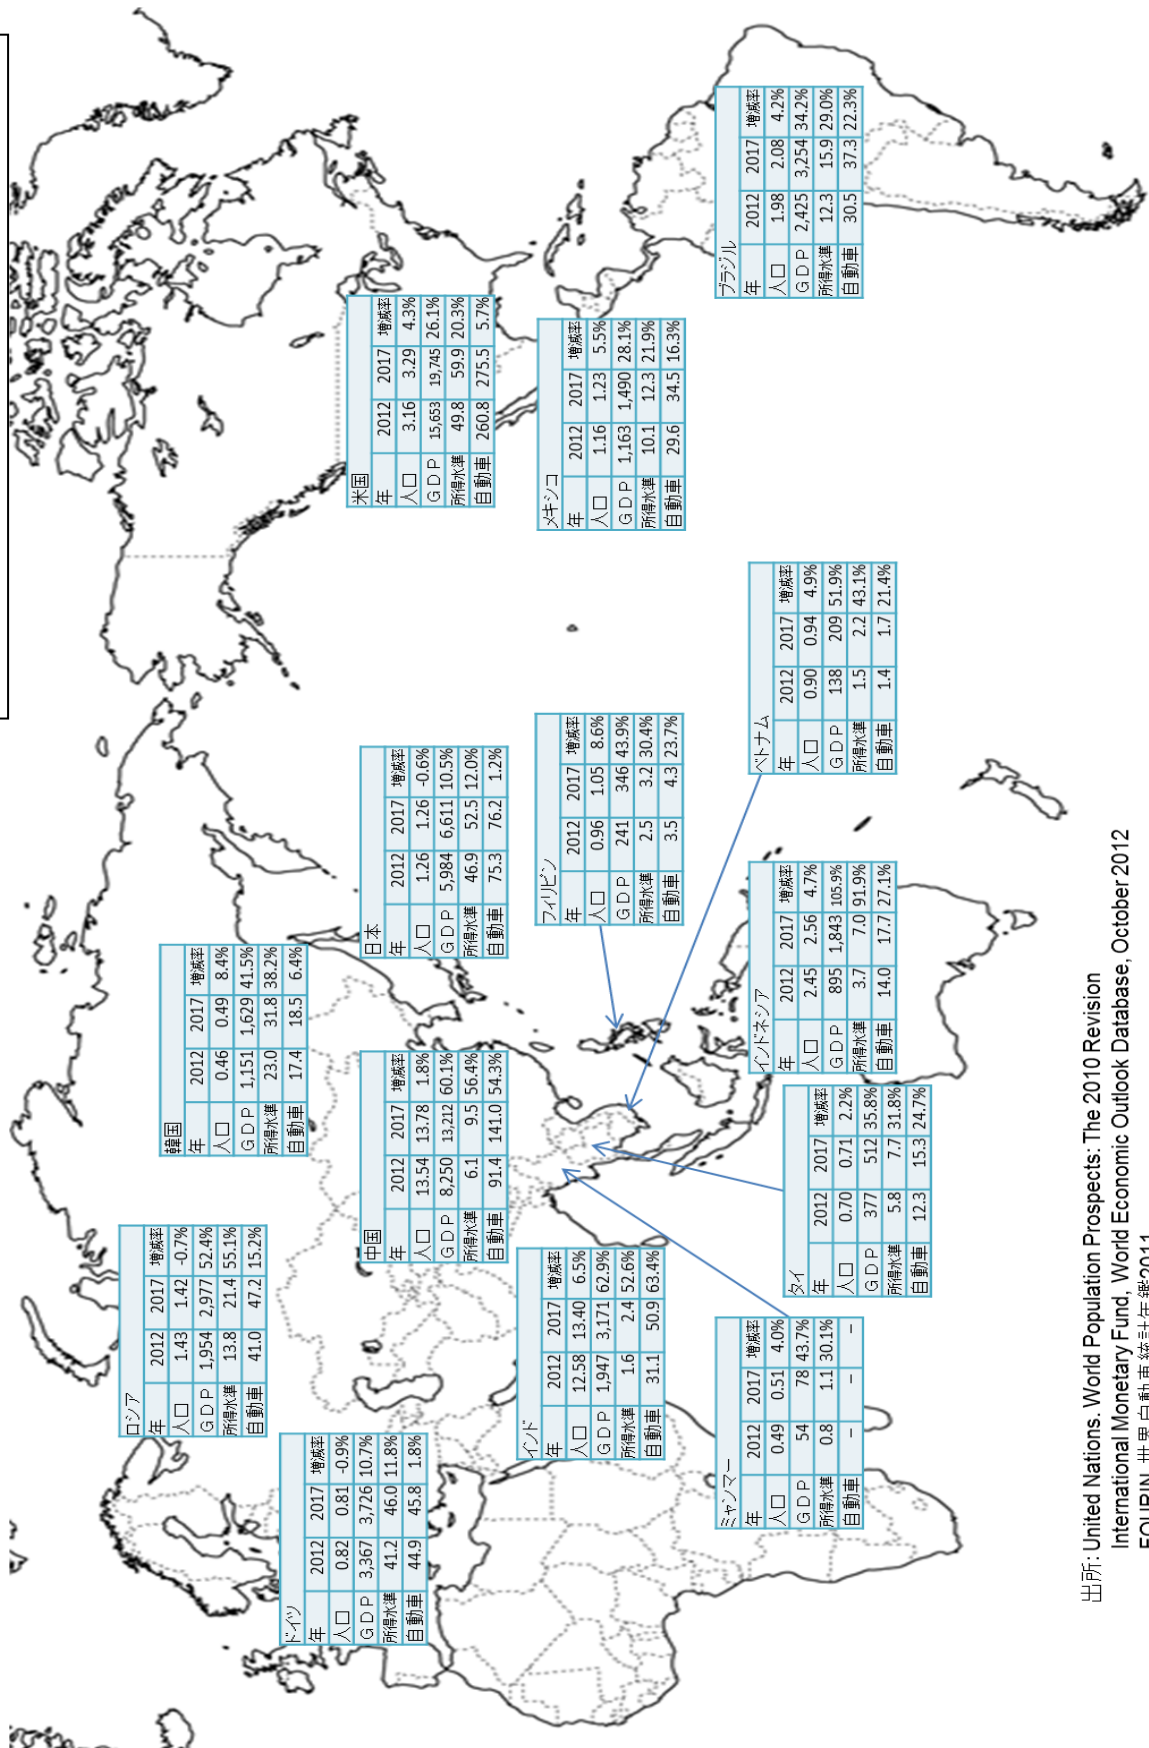 ロシア
年 2012 2017 増減率
人口 1.43 1.42 -0.7%
ＧＤＰ 1,954 2,977 52.4%
所得水準 13.8 21.4 55.1%
自動車 41.0 47.2 15.2%
韓国
年 2012 2017 増減率
人口 0.46 0.49 8.4%
ＧＤＰ 1,151 1,629 41.5%
所得水準 23.0 31.8 38.2%
自動車 17.4 18.5 6.4%
ドイツ
年 2012 2017 増減率
人口 0.82 0.81 -0.9%
ＧＤＰ 3,367 3,726 10.7%
所得水準 41.2 46.0 11.8%
自動車 44.9 45.8 1.8%
中国
年 2012 2017 増減率
人口 13.54 13.78 1.8%
ＧＤＰ 8,250 13,212 60.1%
所得水準 6.1 9.5 56.4%
自動車 91.4 141.0 54.3%
日本
年 2012 2017 増減率
人口 1.26 1.26 -0.6%
ＧＤＰ 5,984 6,611 10.5%
所得水準 46.9 52.5 12.0%
自動車 75.3 76.2 1.2%
米国
年 2012 2017 増減率
人口 3.16 3.29 4.3%
ＧＤＰ 15,653 19,745 26.1%
所得水準 49.8 59.9 20.3%
自動車 260.8 275.5 5.7%
インド
年 2012 2017 増減率
人口 12.58 13.40 6.5%
ＧＤＰ 1,947 3,171 62.9%
所得水準 1.6 2.4 52.6%
自動車 31.1 50.9 63.4%
フィリピン
年 2012 2017 増減率
人口 0.96 1.05 8.6%
ＧＤＰ 241 346 43.9%
所得水準 2.5 3.2 30.4%
自動車 3.5 4.3 23.7%
メキシコ
年 2012 2017 増減率
人口 1.16 1.23 5.5%
ＧＤＰ 1,163 1,490 28.1%
所得水準 10.1 12.3 21.9%
自動車 29.6 34.5 16.3%
ミャンマー
年 2012 2017 増減率
人口 0.49 0.51 4.0%
ＧＤＰ 54 78 43.7%
所得水準 0.8 1.1 30.1%
自動車 － － －
タイ
年 2012 2017 増減率
人口 0.70 0.71 2.2%
ＧＤＰ 377 512 35.8%
所得水準 5.8 7.7 31.8%
自動車 12.3 15.3 24.7%
インドネシア
年 2012 2017 増減率
人口 2.45 2.56 4.7%
ＧＤＰ 895 1,843 105.9%
所得水準 3.7 7.0 91.9%
自動車 14.0 17.7 27.1%
ベトナム
年 2012 2017 増減率
人口 0.90 0.94 4.9%
ＧＤＰ 138 209 51.9%
所得水準 1.5 2.2 43.1%
自動車 1.4 1.7 21.4%
ブラジル
年 2012 2017 増減率
人口 1.98 2.08 4.2%
ＧＤＰ 2,425 3,254 34.2%
所得水準 12.3 15.9 29.0%
自動車 30.5 37.3 22.3%
出所: United Nations. World Population Prospects: The 2010 Revision
International Monetary Fund, World Economic Outlook Database, October 2012
FOURIN 世界自動車統計年鑑2011